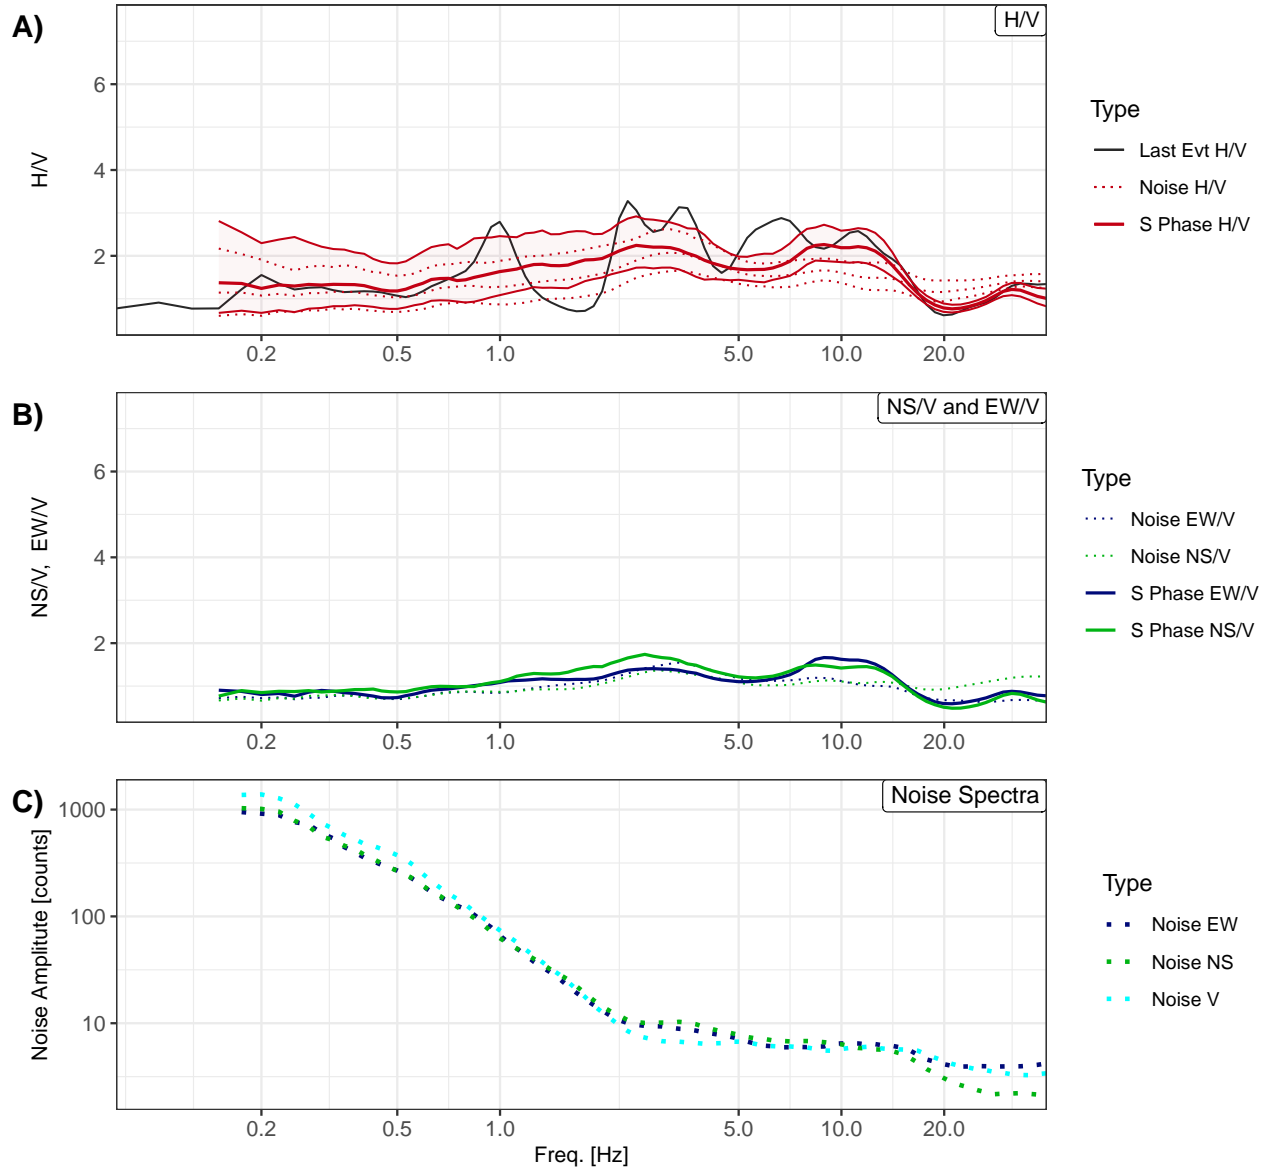 A)
H/V
H/V
6
4
2
0.2 0.5 1.0 5.0 10.0 20.0
Type
Last Evt H/V
Noise H/V
S Phase H/V
B)
NS/V and EW/V
NS/V, EW/V
6
4
2
0.2 0.5 1.0 5.0 10.0 20.0
Type
Noise EW/V
Noise NS/V
S Phase EW/V
S Phase NS/V
C)
Noise Spectra
Noise Amplitute [counts]
1000
100
10
0.2 0.5 1.0 5.0 10.0 20.0
Freq. [Hz]
Type
Noise EW
Noise NS
Noise V